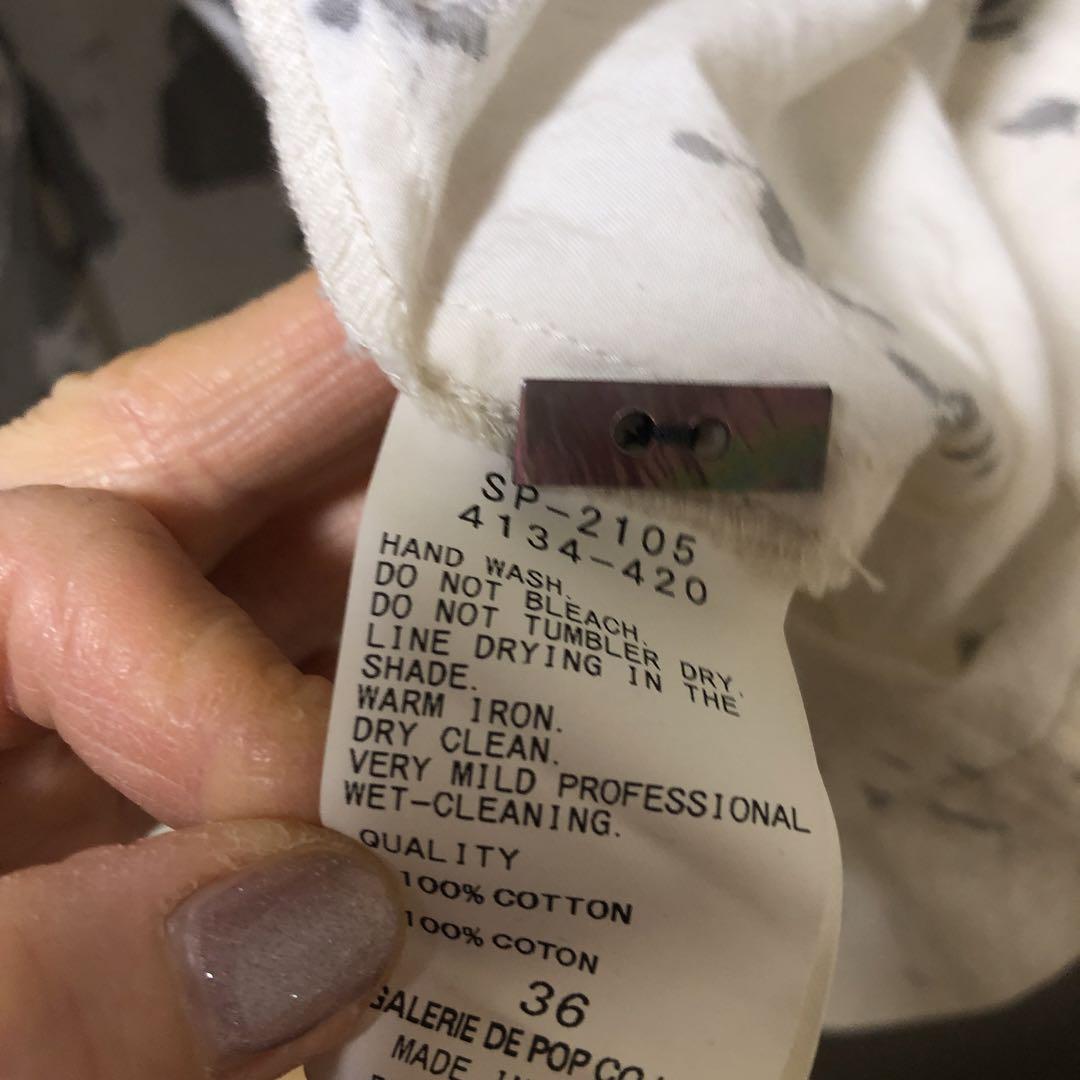 SP-2105
4134-420
HAND WASH.
DO NOT BLEACH.
DO NOT TUMBLER DRY.
LINE DRYING IN THE
SHADE.
WARM IRON.
DRY CLEAN.
VERY MILD PROFESSIONAL
WET-CLEANING.
QUALITY
100% COTTON
100% COTON
36
GALERIE DE POP CO
MADE